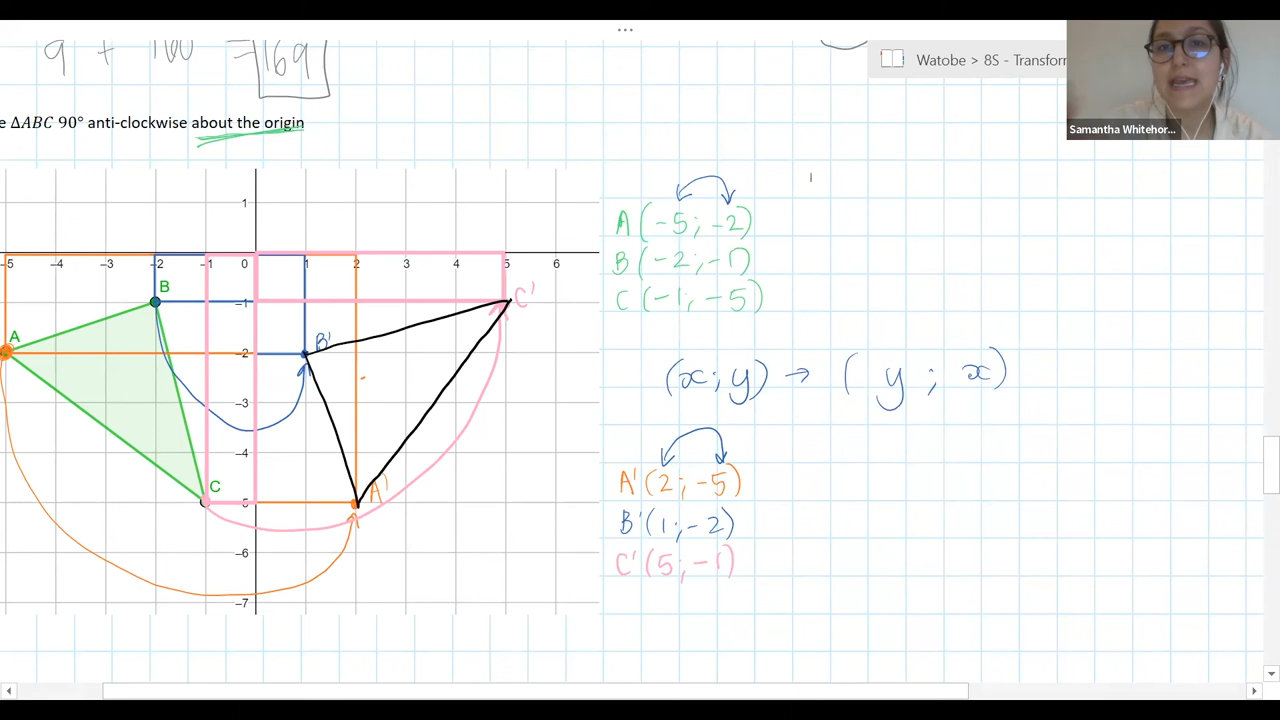 9 + 100 = 169
Watobe > 8S - Transfor
Samantha Whitehor...
e ΔABC 90° anti-clockwise about the origin
1
-5 -4 -3 -2 -1 0 1 2 3 4 5 6
-1
-2
-3
-4
-5
-6
-7
A
B
C
B'
C'
A'
A (-5; -2)
B (-2; -1)
C (-1; -5)
(x; y) → ( y ; x)
A' (2; -5)
B' (1; -2)
C' (5; -1)